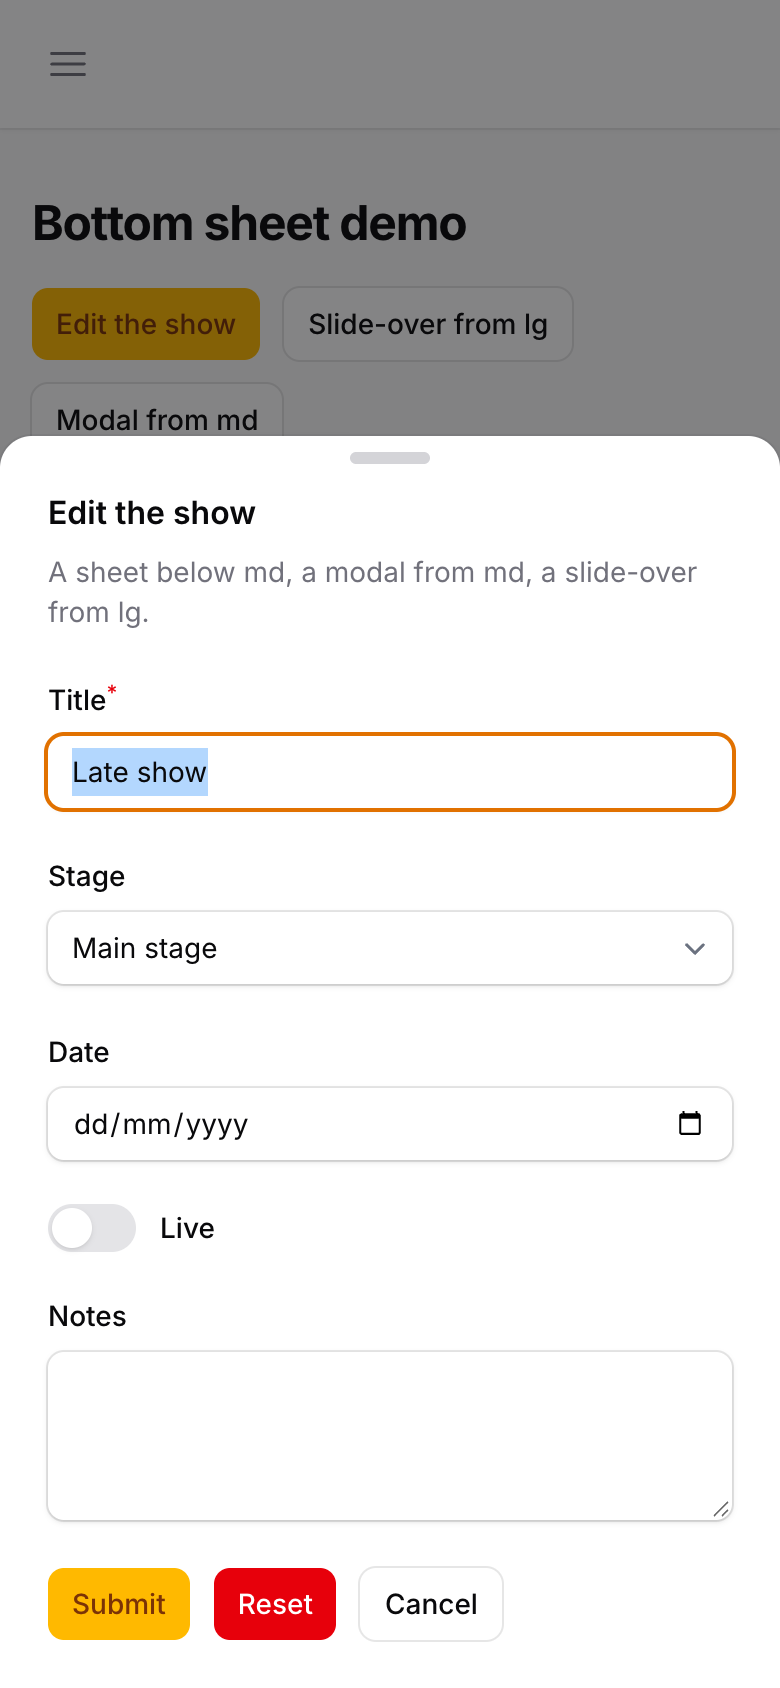 Bottom sheet demo
Edit the show
Slide-over from lg
Modal from md
Edit the show
A sheet below md, a modal from md, a slide-over
from lg.
Title*
Late show
Stage
Main stage
Date
dd/mm/yyyy
Live
Notes
Submit
Reset
Cancel